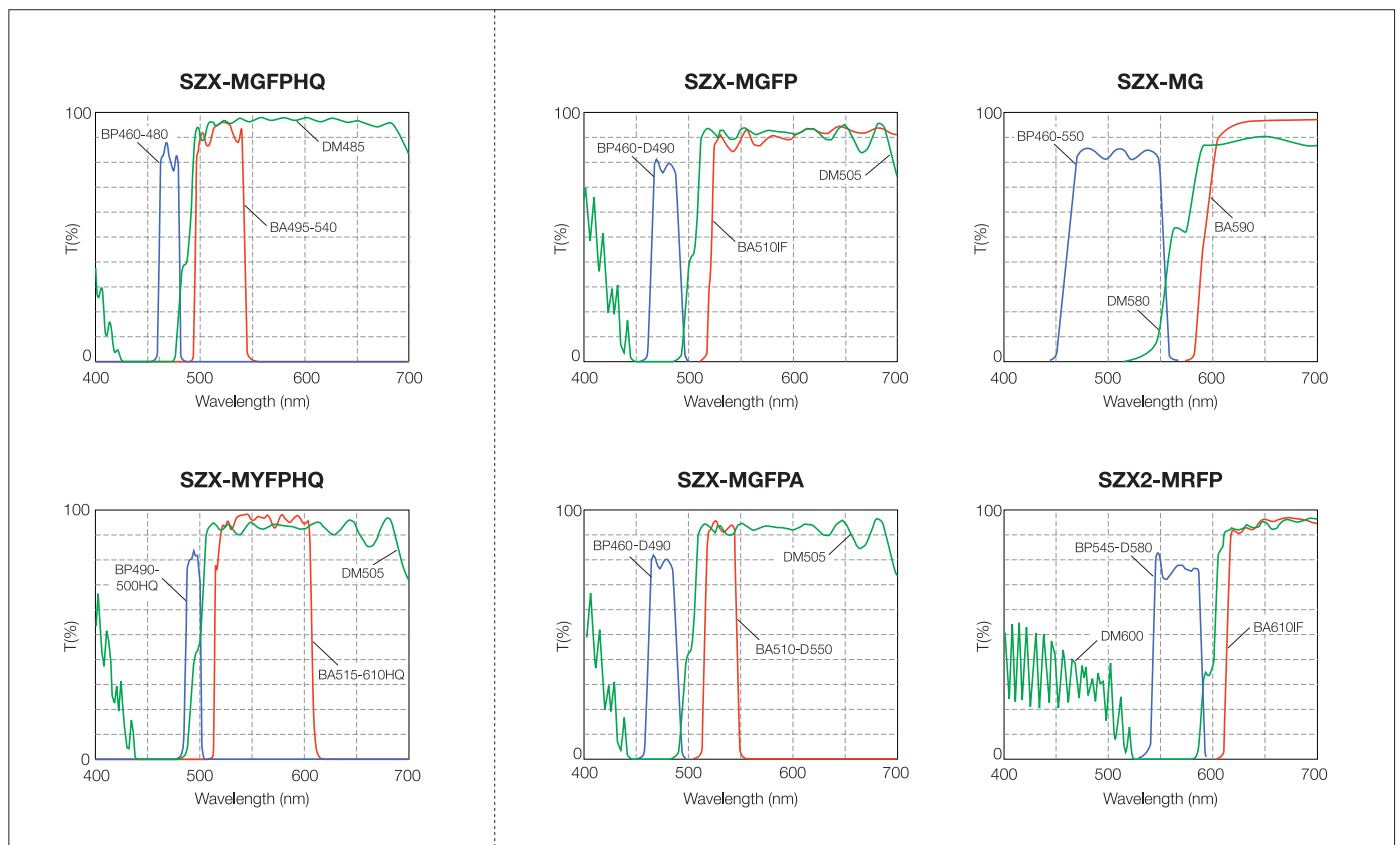 SZX-MGFPHQ
100
BP460-480
DM485
BA495-540
T(%)
0
400
500
600
700
Wavelength (nm)
SZX-MGFP
100
BP460-D490
DM505
BA510IF
T(%)
0
400
500
600
700
Wavelength (nm)
SZX-MG
100
BP460-550
BA590
DM580
T(%)
0
400
500
600
700
Wavelength (nm)
SZX-MYFPHQ
100
BP490-
500HQ
DM505
BA515-610HQ
T(%)
0
400
500
600
700
Wavelength (nm)
SZX-MGFPA
100
BP460-D490
DM505
BA510-D550
T(%)
0
400
500
600
700
Wavelength (nm)
SZX2-MRFP
100
BP545-D580
DM600
BA610IF
T(%)
0
400
500
600
700
Wavelength (nm)